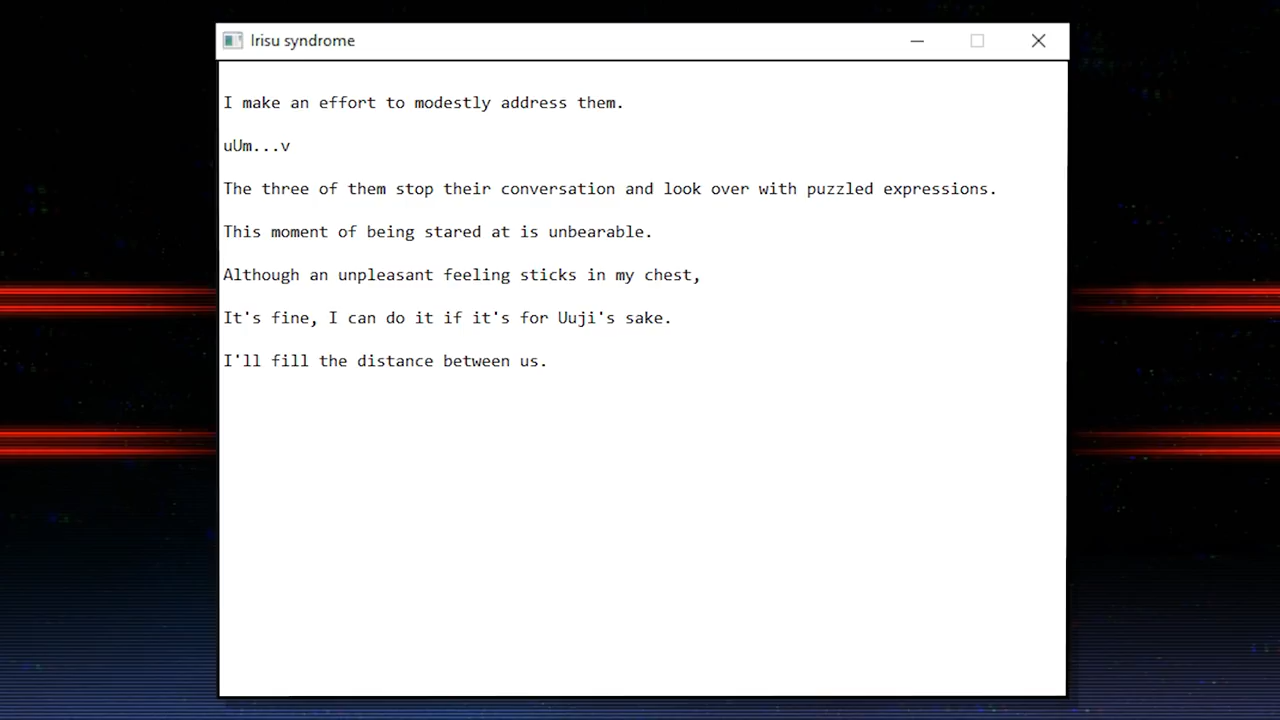 Irisu syndrome
I make an effort to modestly address them.
uUm...v
The three of them stop their conversation and look over with puzzled expressions.
This moment of being stared at is unbearable.
Although an unpleasant feeling sticks in my chest,
It's fine, I can do it if it's for Uuji's sake.
I'll fill the distance between us.